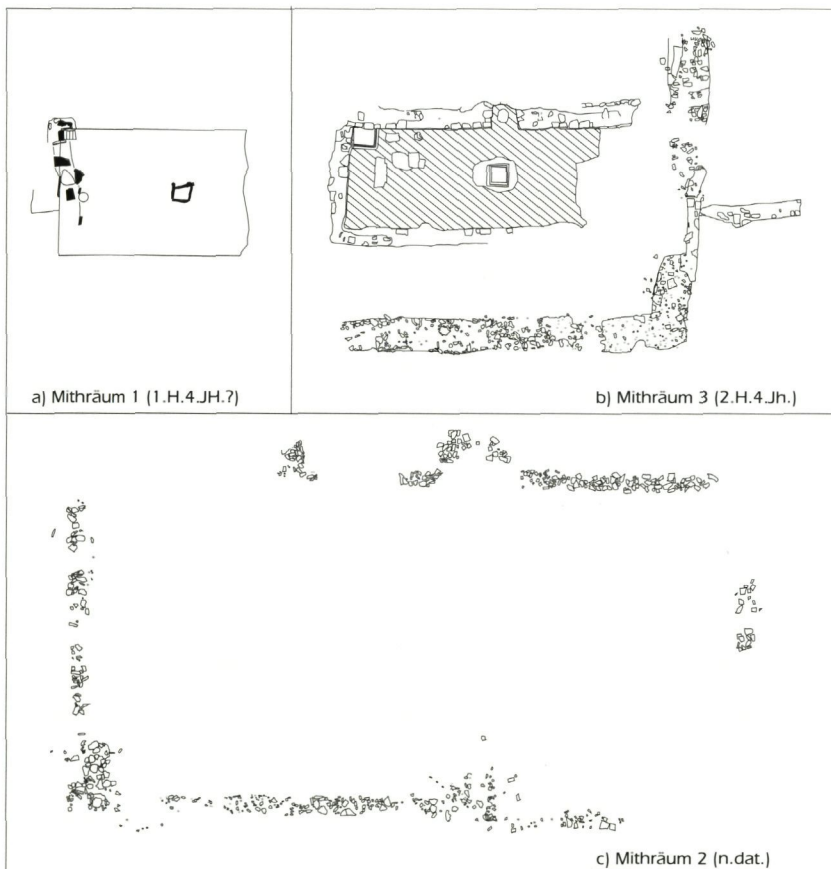 a) Mithräum 1 (1.H.4.JH.?)
b) Mithräum 3 (2.H.4.Jh.)
c) Mithräum 2 (n.dat.)